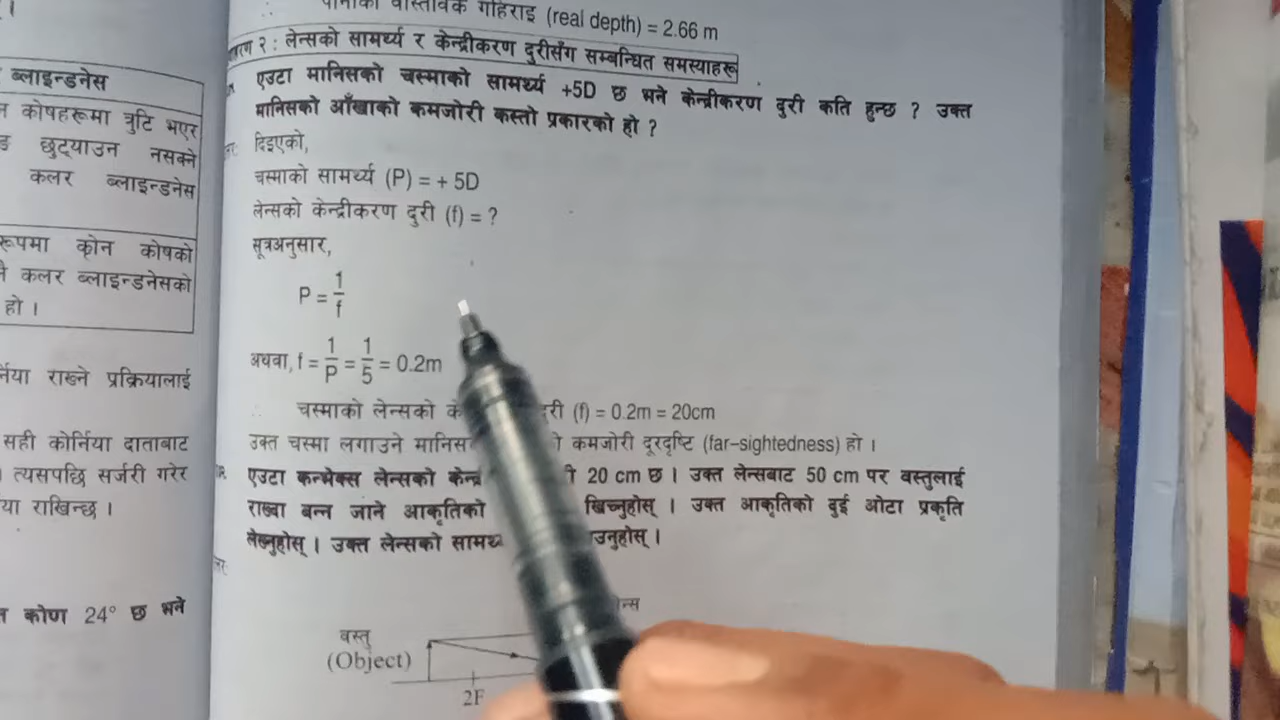 पानीको वास्तविक गहिराइ (real depth) = 2.66 m
२ : लेन्सको सामर्थ्य र केन्द्रीकरण दुरीसँग सम्बन्धित समस्याहरू
एउटा मानिसको चस्माको सामर्थ्य +5D छ भने केन्द्रीकरण दुरी कति हुन्छ ? उक्त
मानिसको आँखाको कमजोरी कस्तो प्रकारको हो ?
दिइएको,
चस्माको सामर्थ्य (P) = + 5D
लेन्सको केन्द्रीकरण दुरी (f) = ?
सूत्रअनुसार,
P = 1/f
अथवा, f = 1/P = 1/5 = 0.2m
∴ चस्माको लेन्सको दुरी (f) = 0.2m = 20cm
उक्त चस्मा लगाउने कमजोरी दूरदृष्टि (far–sightedness) हो ।
एउटा कन्भेक्स लेन्सको 20 cm छ । उक्त लेन्सबाट 50 cm पर वस्तुलाई
राख्दा बन्न जाने आकृतिको खिच्नुहोस् । उक्त आकृतिको दुई ओटा प्रकृति
लेख्नुहोस् । उक्त लेन्सको
वस्तु
(Object)
2F
ब्लाइन्डनेस
कोषहरूमा त्रुटि भएर
छुट्याउन नसक्ने
कलर ब्लाइन्डनेस
रूपमा कोन कोषको
कलर ब्लाइन्डनेसको
हो ।
राख्ने प्रक्रियालाई
सही कोर्निया दाताबाट
। त्यसपछि सर्जरी गरेर
राखिन्छ ।
कोण 24° छ भने